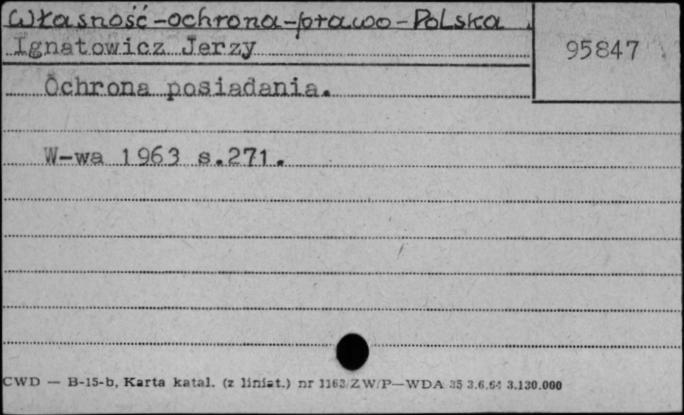 Własność-ochrona-prawo-Polska
Ignatowicz Jerzy
95847
Ochrona posiadania.
W-wa 1963 s.271.
CWD — B-15-b, Karta katal. (z liniat.) nr 1163/ZW/P—WDA 35 3.6.64 3.130.000